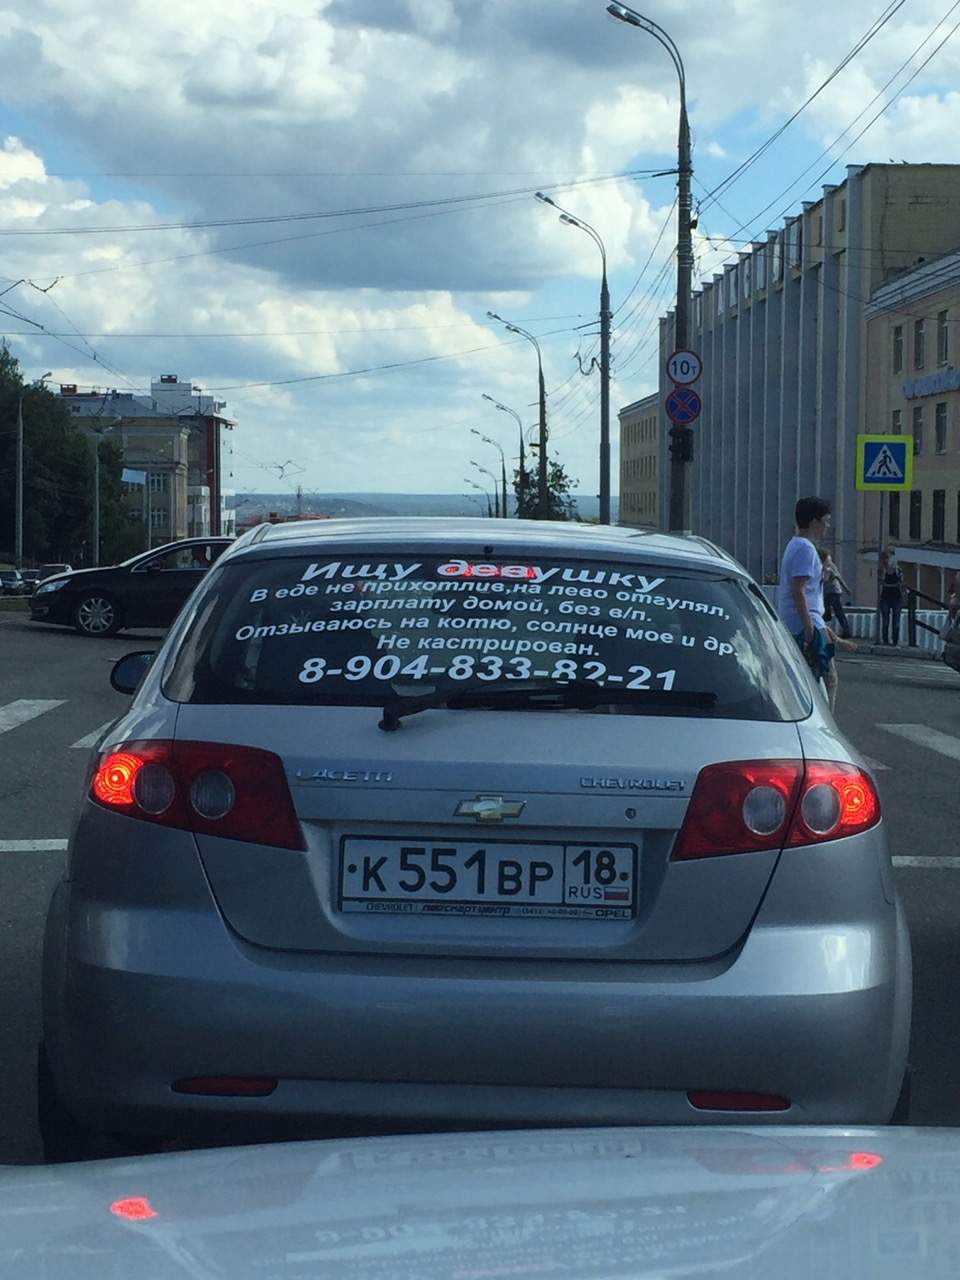 10т
Ищу девушку
В еде не прихотлив,на лево отгулял,
зарплату домой, без в/п.
Отзываюсь на котю, солнце мое и др.
Не кастрирован.
8-904-833-82-21
LACETTI
CHEVROLET
К 551 ВР 18
RUS
CHEVROLET OPEL